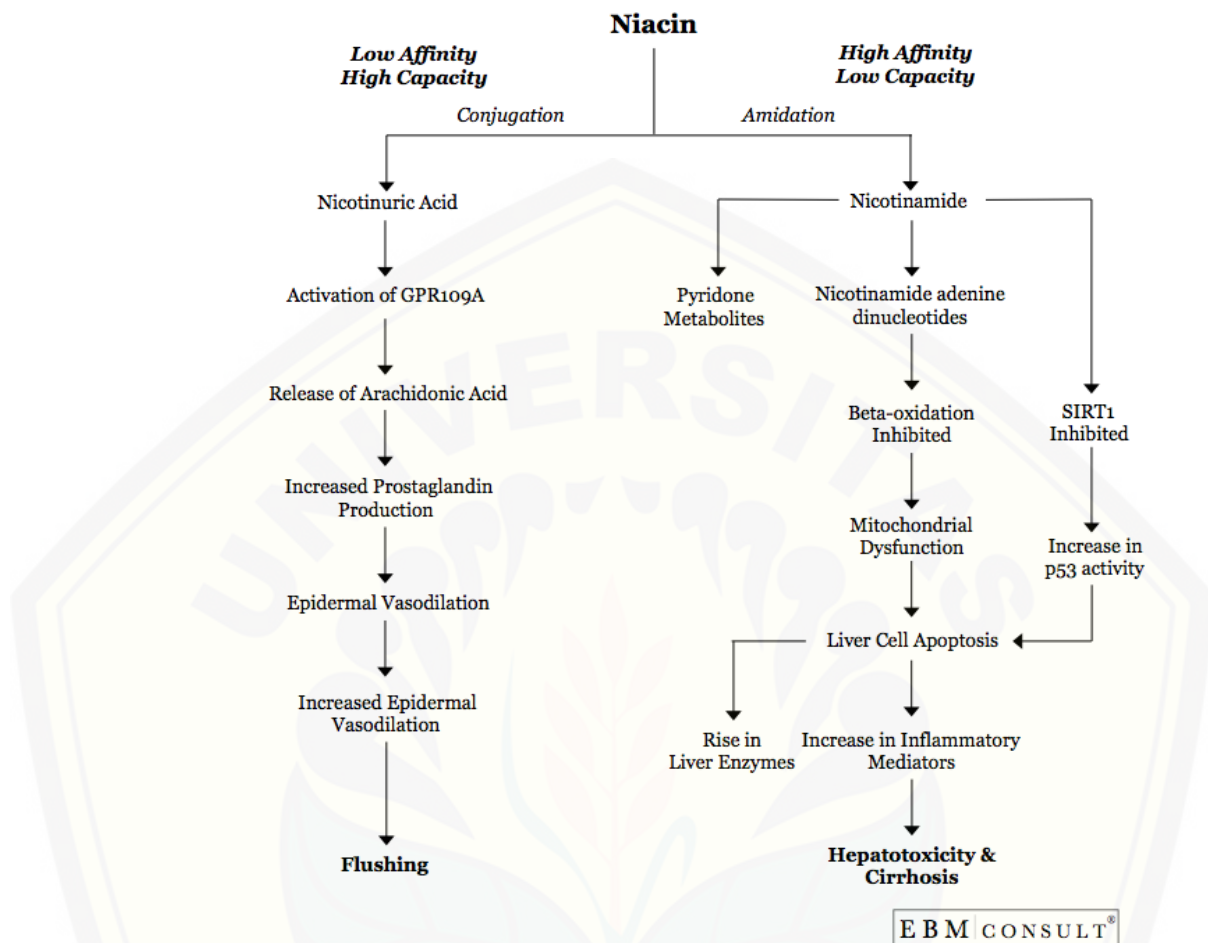 Niacin
Low Affinity
High Capacity
High Affinity
Low Capacity
Conjugation
Amidation
Nicotinuric Acid
Nicotinamide
Activation of GPR109A
Pyridone
Metabolites
Nicotinamide adenine
dinucleotides
Release of Arachidonic Acid
Beta-oxidation
Inhibited
SIRT1
Inhibited
Increased Prostaglandin
Production
Mitochondrial
Dysfunction
Increase in
p53 activity
Epidermal Vasodilation
Liver Cell Apoptosis
Increased Epidermal
Vasodilation
Rise in
Liver Enzymes
Increase in Inflammatory
Mediators
Flushing
Hepatotoxicity &
Cirrhosis
EBM CONSULT®
UNIVERSITAS